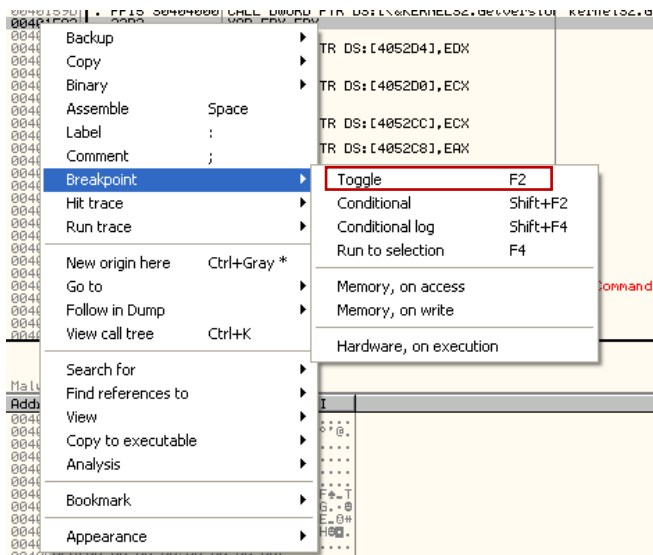 CALL DWORD PTR DS:[<&KERNEL32.GetVersio
XOR EDX,EDX
Backup
Copy
TR DS:[4052D4],EDX
Binary
TR DS:[4052D0],ECX
Assemble Space
Label :
TR DS:[4052CC],ECX
Comment ;
TR DS:[4052C8],EAX
Breakpoint
Toggle F2
Hit trace
Conditional Shift+F2
Run trace
Conditional log Shift+F4
Run to selection F4
New origin here Ctrl+Gray *
Go to
Memory, on access
Command
Follow in Dump
Memory, on write
View call tree Ctrl+K
Hardware, on execution
Search for
Find references to
View
Copy to executable
Analysis
Bookmark
Appearance